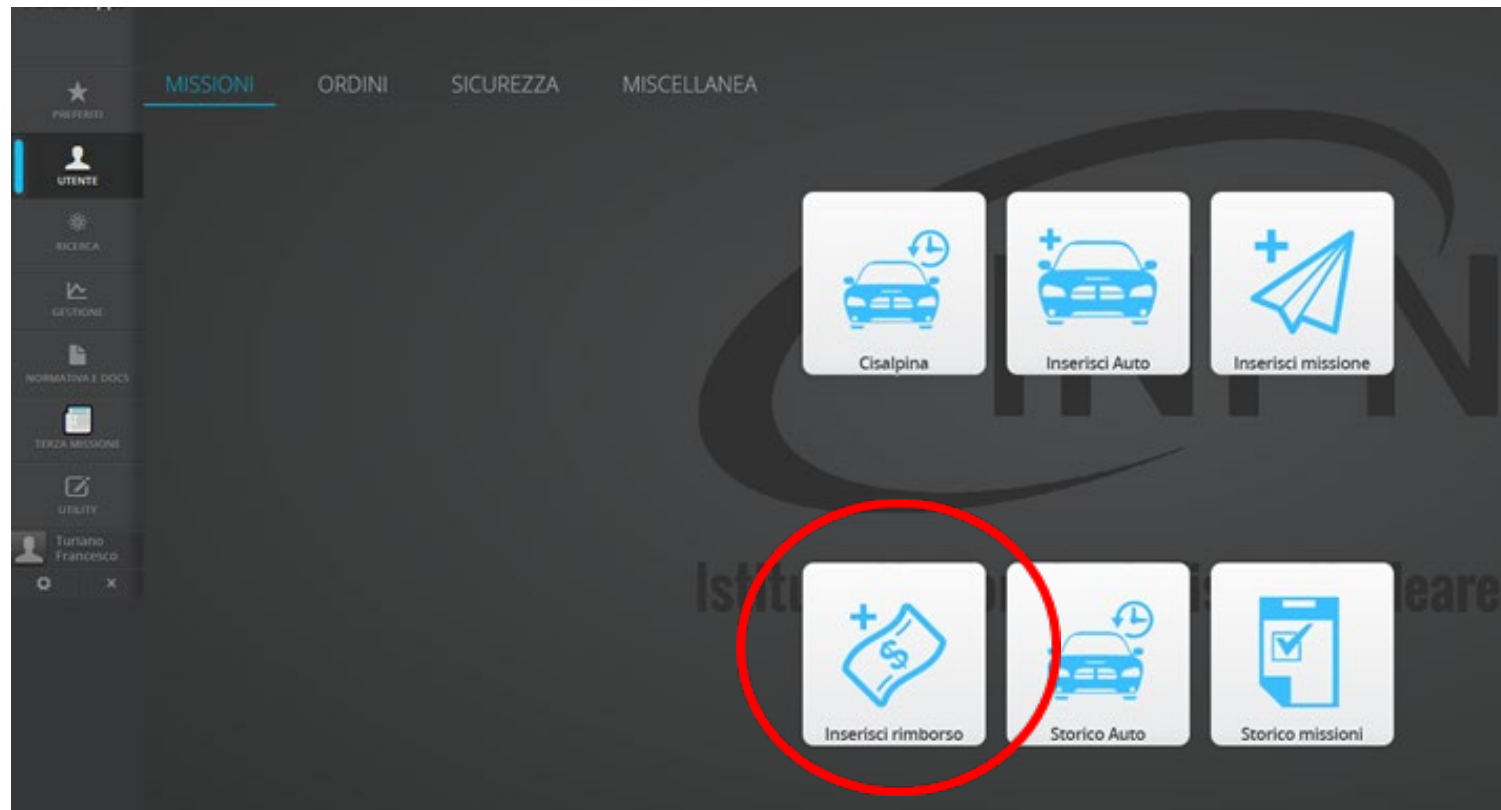 MISSIONI ORDINI SICUREZZA MISCELLANEA
PREFERITI
UTENTE
RICERCA
GESTIONE
NORMATIVA E DOCS
TERZA MISSIONE
UTILITY
Turiano
Francesco
Cisalpina
Inserisci Auto
Inserisci missione
INFN
Inserisci rimborso
Storico Auto
Storico missioni